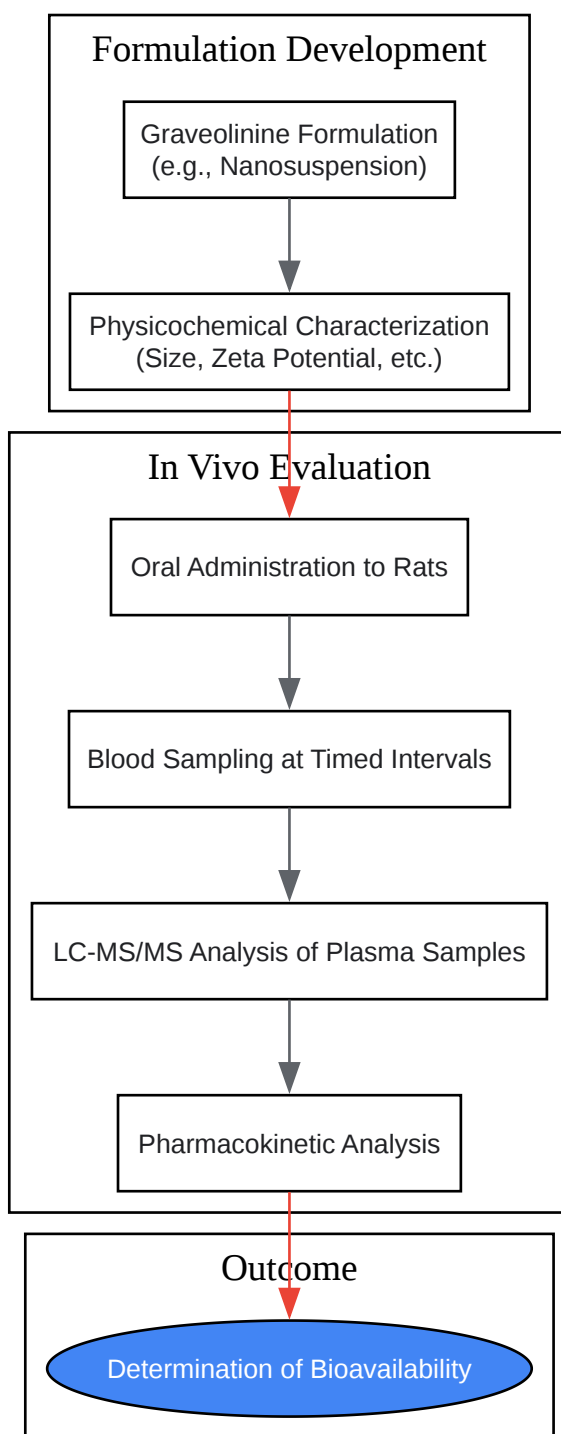 Formulation Development
Graveolinine Formulation
(e.g., Nanosuspension)
Physicochemical Characterization
(Size, Zeta Potential, etc.)
In Vivo Evaluation
Oral Administration to Rats
Blood Sampling at Timed Intervals
LC-MS/MS Analysis of Plasma Samples
Pharmacokinetic Analysis
Outcome
Determination of Bioavailability